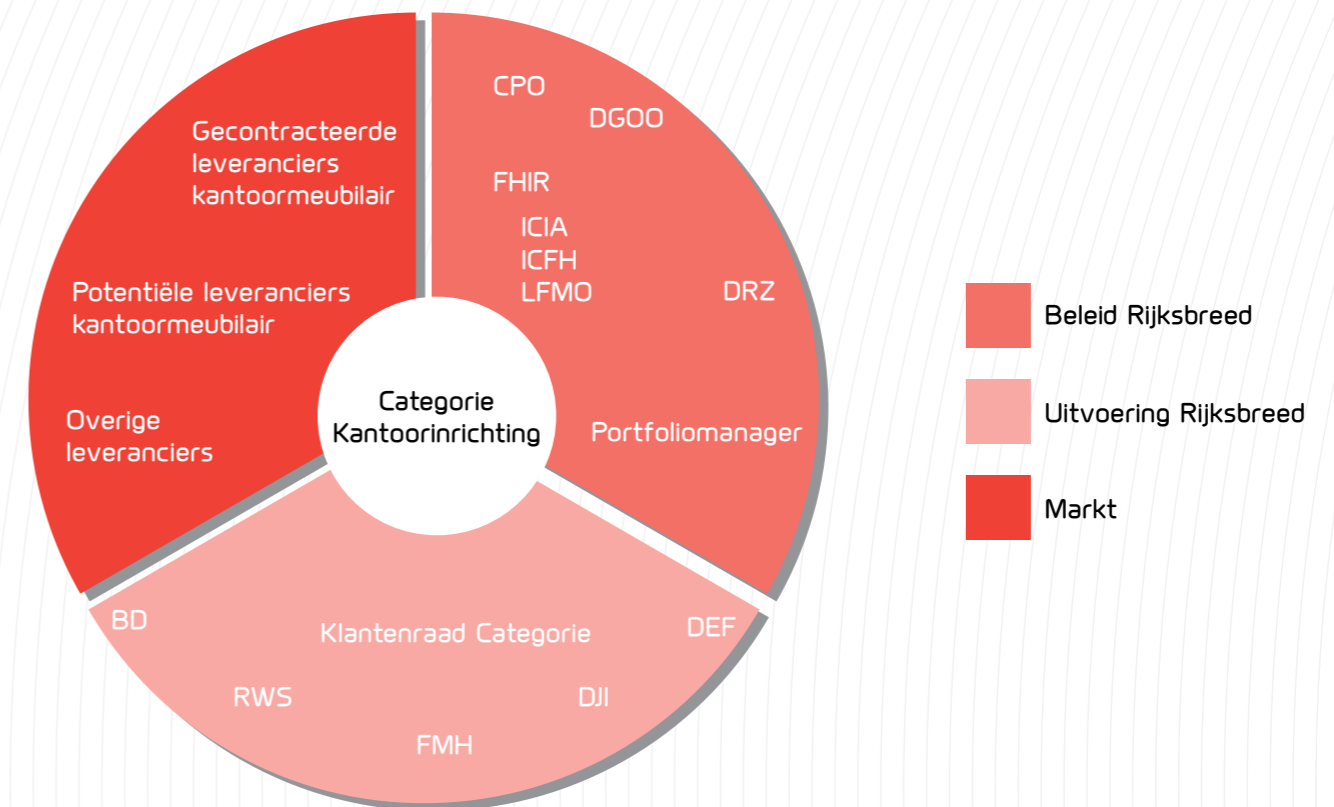 CPO
DGOO
Gecontracteerde
leveranciers
kantoormeubilair
FHIR
ICIA
ICFH
LFMO
DRZ
Potentiële leveranciers
kantoormeubilair
Overige
leveranciers
Categorie
Kantoorinrichting
Portfoliomanager
BD
Klantenraad Categorie
DEF
RWS
DJI
FMH
Beleid Rijksbreed
Uitvoering Rijksbreed
Markt